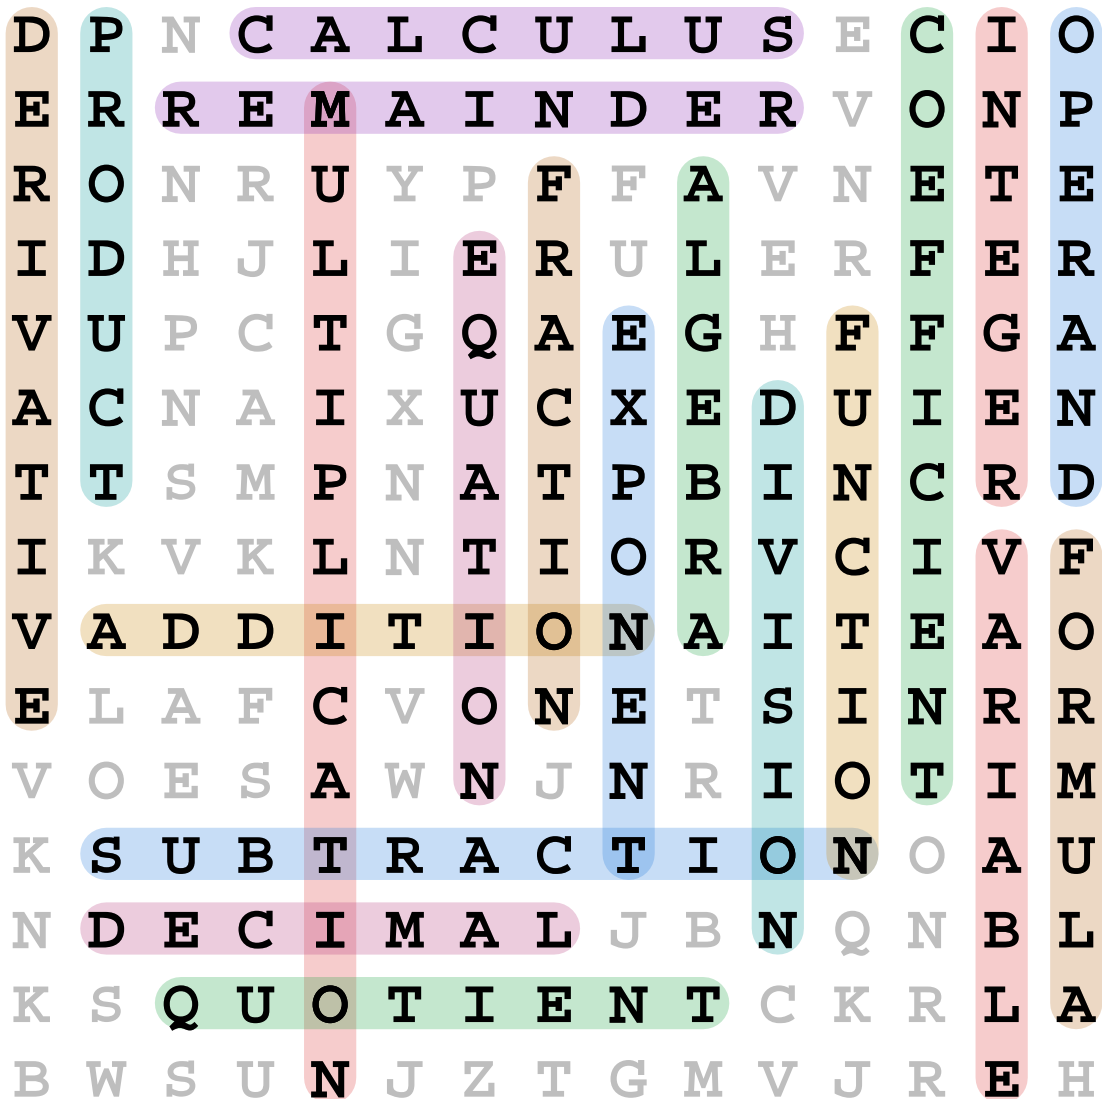 D P N C A L C U L U S E C I O
E R R E M A I N D E R V O N P
R O N R U Y P F F A V N E T E
I D H J L I E R U L E R F E R
V U P C T G Q A E G H F F G A
A C N A I X U C X E D U I E N
T T S M P N A T P B I N C R D
I K V K L N T I O R V C I V F
V A D D I T I O N A I T E A O
E L A F C V O N E T S I N R R
V O E S A W N J N R I O T I M
K S U B T R A C T I O N O A U
N D E C I M A L J B N Q N B L
K S Q U O T I E N T C K R L A
B W S U N J Z T G M V J R E H